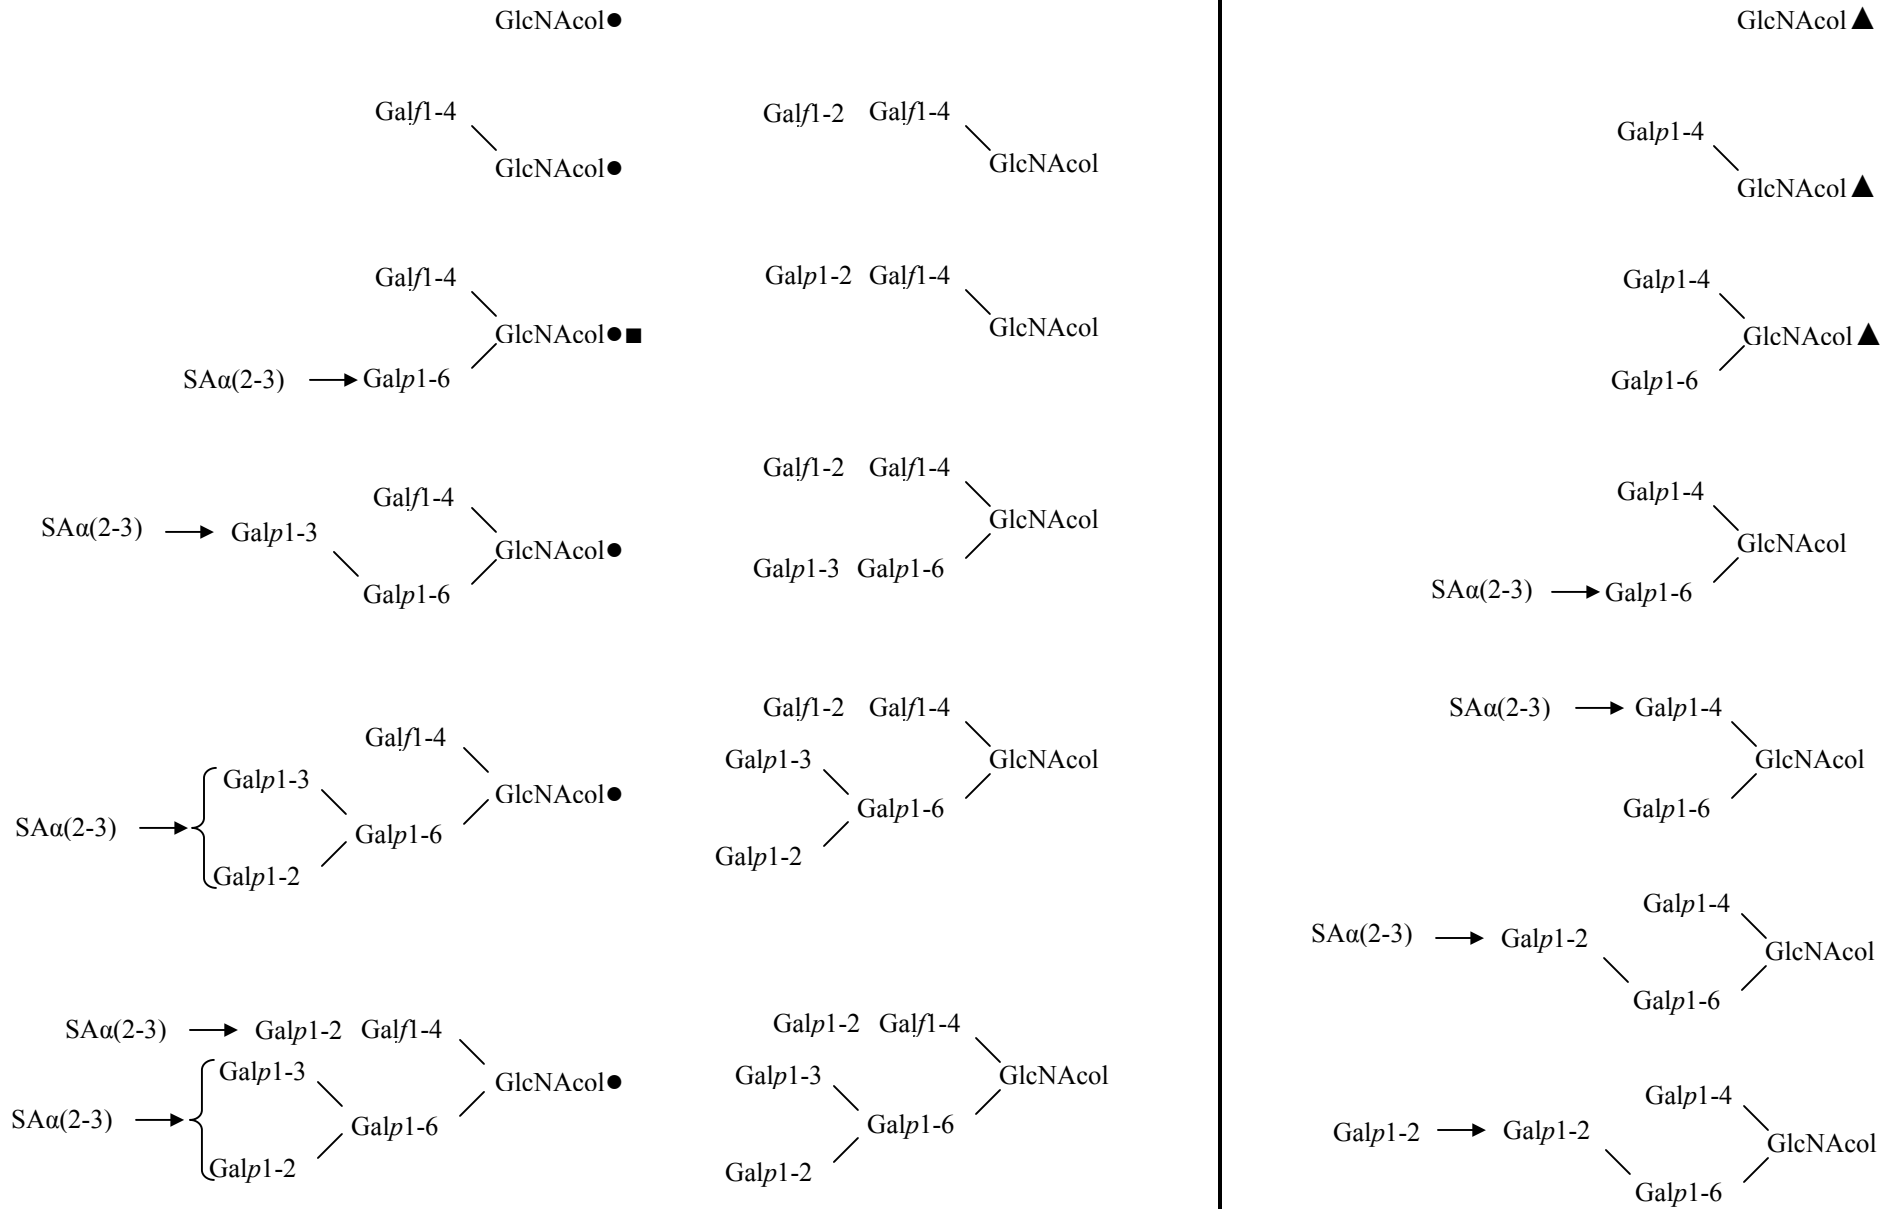 GlcNAcol●
Galf1-4
GlcNAcol●
Galf1-4
GlcNAcol●■
SAα(2-3) Galp1-6
Galf1-4
SAα(2-3) Galp1-3
GlcNAcol●
Galp1-6
Galf1-4
Galp1-3
GlcNAcol●
SAα(2-3) Galp1-6
Galp1-2
SAα(2-3) Galp1-2 Galf1-4
Galp1-3
GlcNAcol●
SAα(2-3) Galp1-6
Galp1-2
Galf1-2 Galf1-4
GlcNAcol
Galp1-2 Galf1-4
GlcNAcol
Galf1-2 Galf1-4
GlcNAcol
Galp1-3 Galp1-6
Galf1-2 Galf1-4
Galp1-3
GlcNAcol
Galp1-6
Galp1-2
Galp1-2 Galf1-4
Galp1-3
GlcNAcol
Galp1-6
Galp1-2
GlcNAcol▲
Galp1-4
GlcNAcol▲
Galp1-4
GlcNAcol▲
Galp1-6
Galp1-4
GlcNAcol
SAα(2-3) Galp1-6
SAα(2-3) Galp1-4
GlcNAcol
Galp1-6
Galp1-4
SAα(2-3) Galp1-2
GlcNAcol
Galp1-6
Galp1-4
Galp1-2 Galp1-2
GlcNAcol
Galp1-6